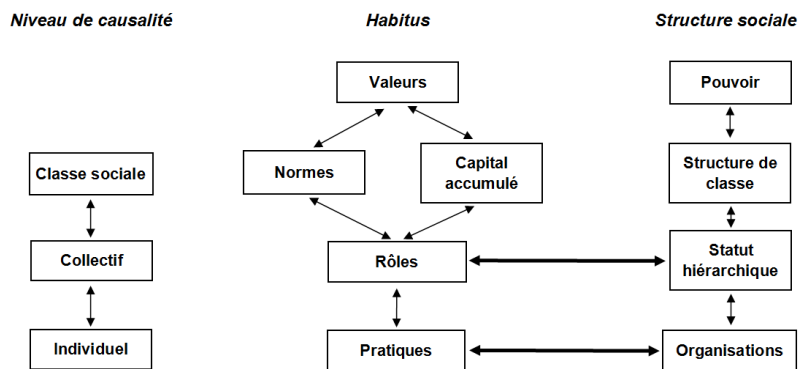 Niveau de causalité
Habitus
Structure sociale
Valeurs
Pouvoir
Classe sociale
Normes
Capital
accumulé
Structure de
classe
Collectif
Rôles
Statut
hiérarchique
Individuel
Pratiques
Organisations